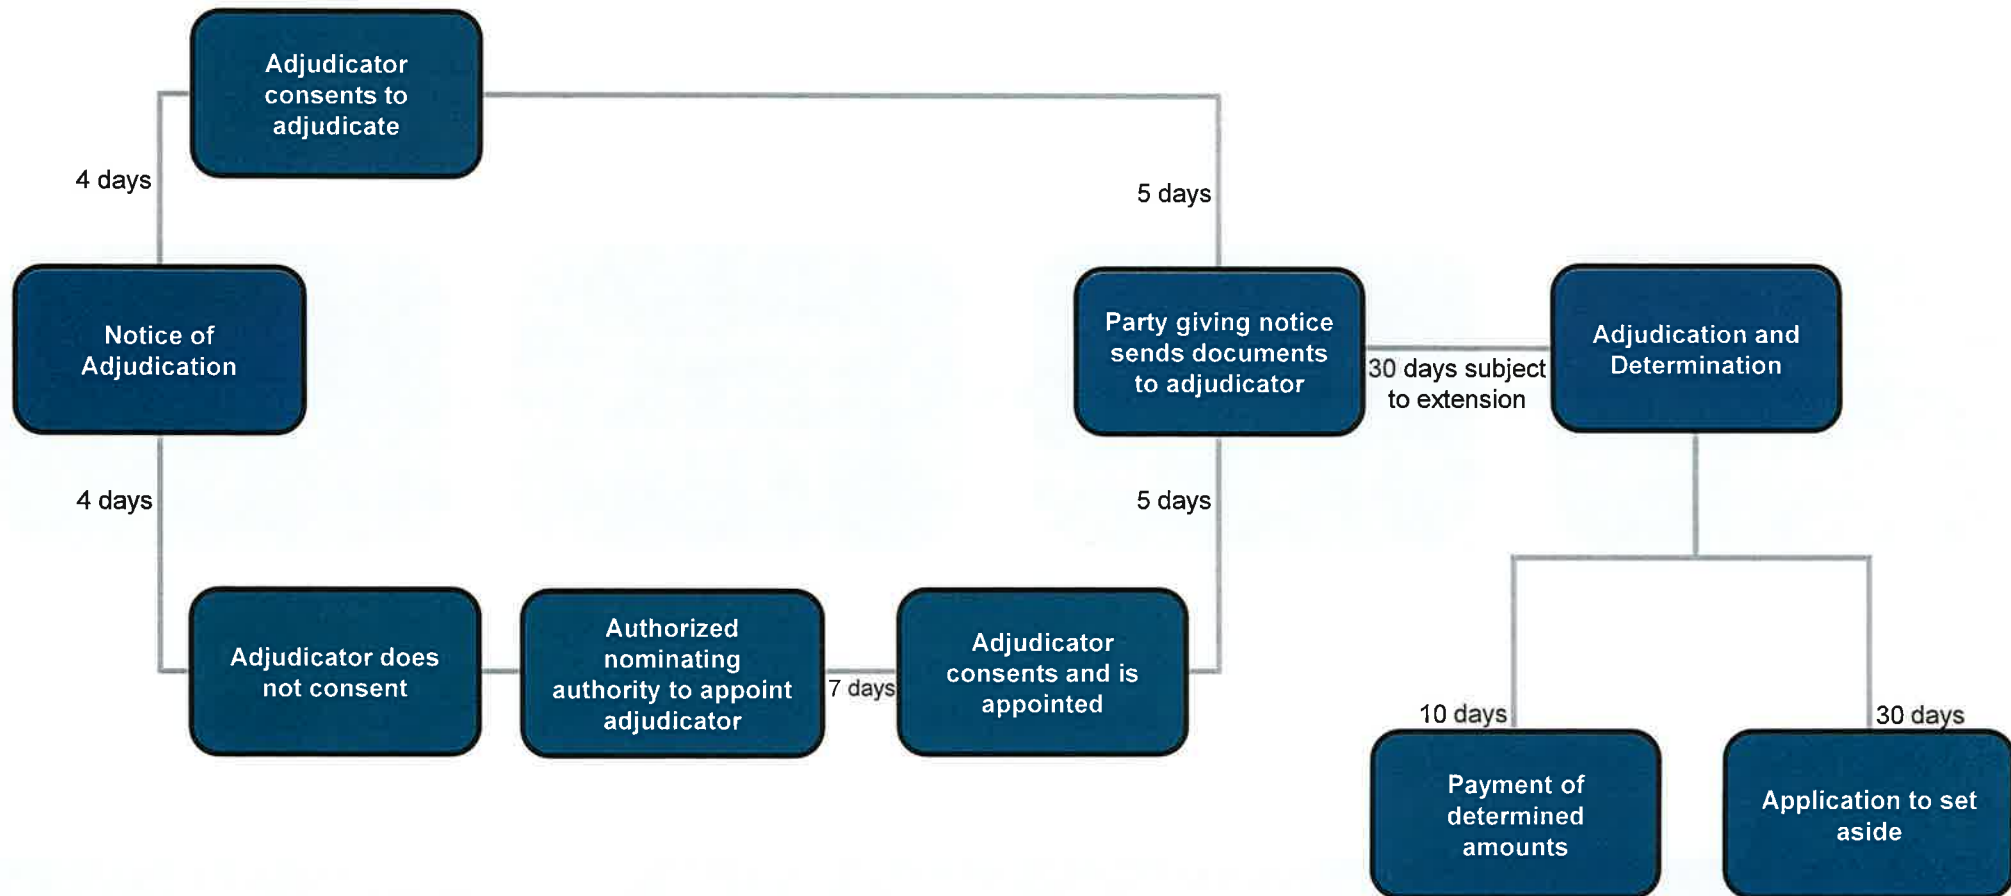 Adjudicator
consents to
adjudicate
4 days
5 days
Notice of
Adjudication
Party giving notice
sends documents
to adjudicator
30 days subject
to extension
Adjudication and
Determination
4 days
5 days
Adjudicator does
not consent
Authorized
nominating
authority to appoint
adjudicator
7 days
Adjudicator
consents and is
appointed
10 days
30 days
Payment of
determined
amounts
Application to set
aside